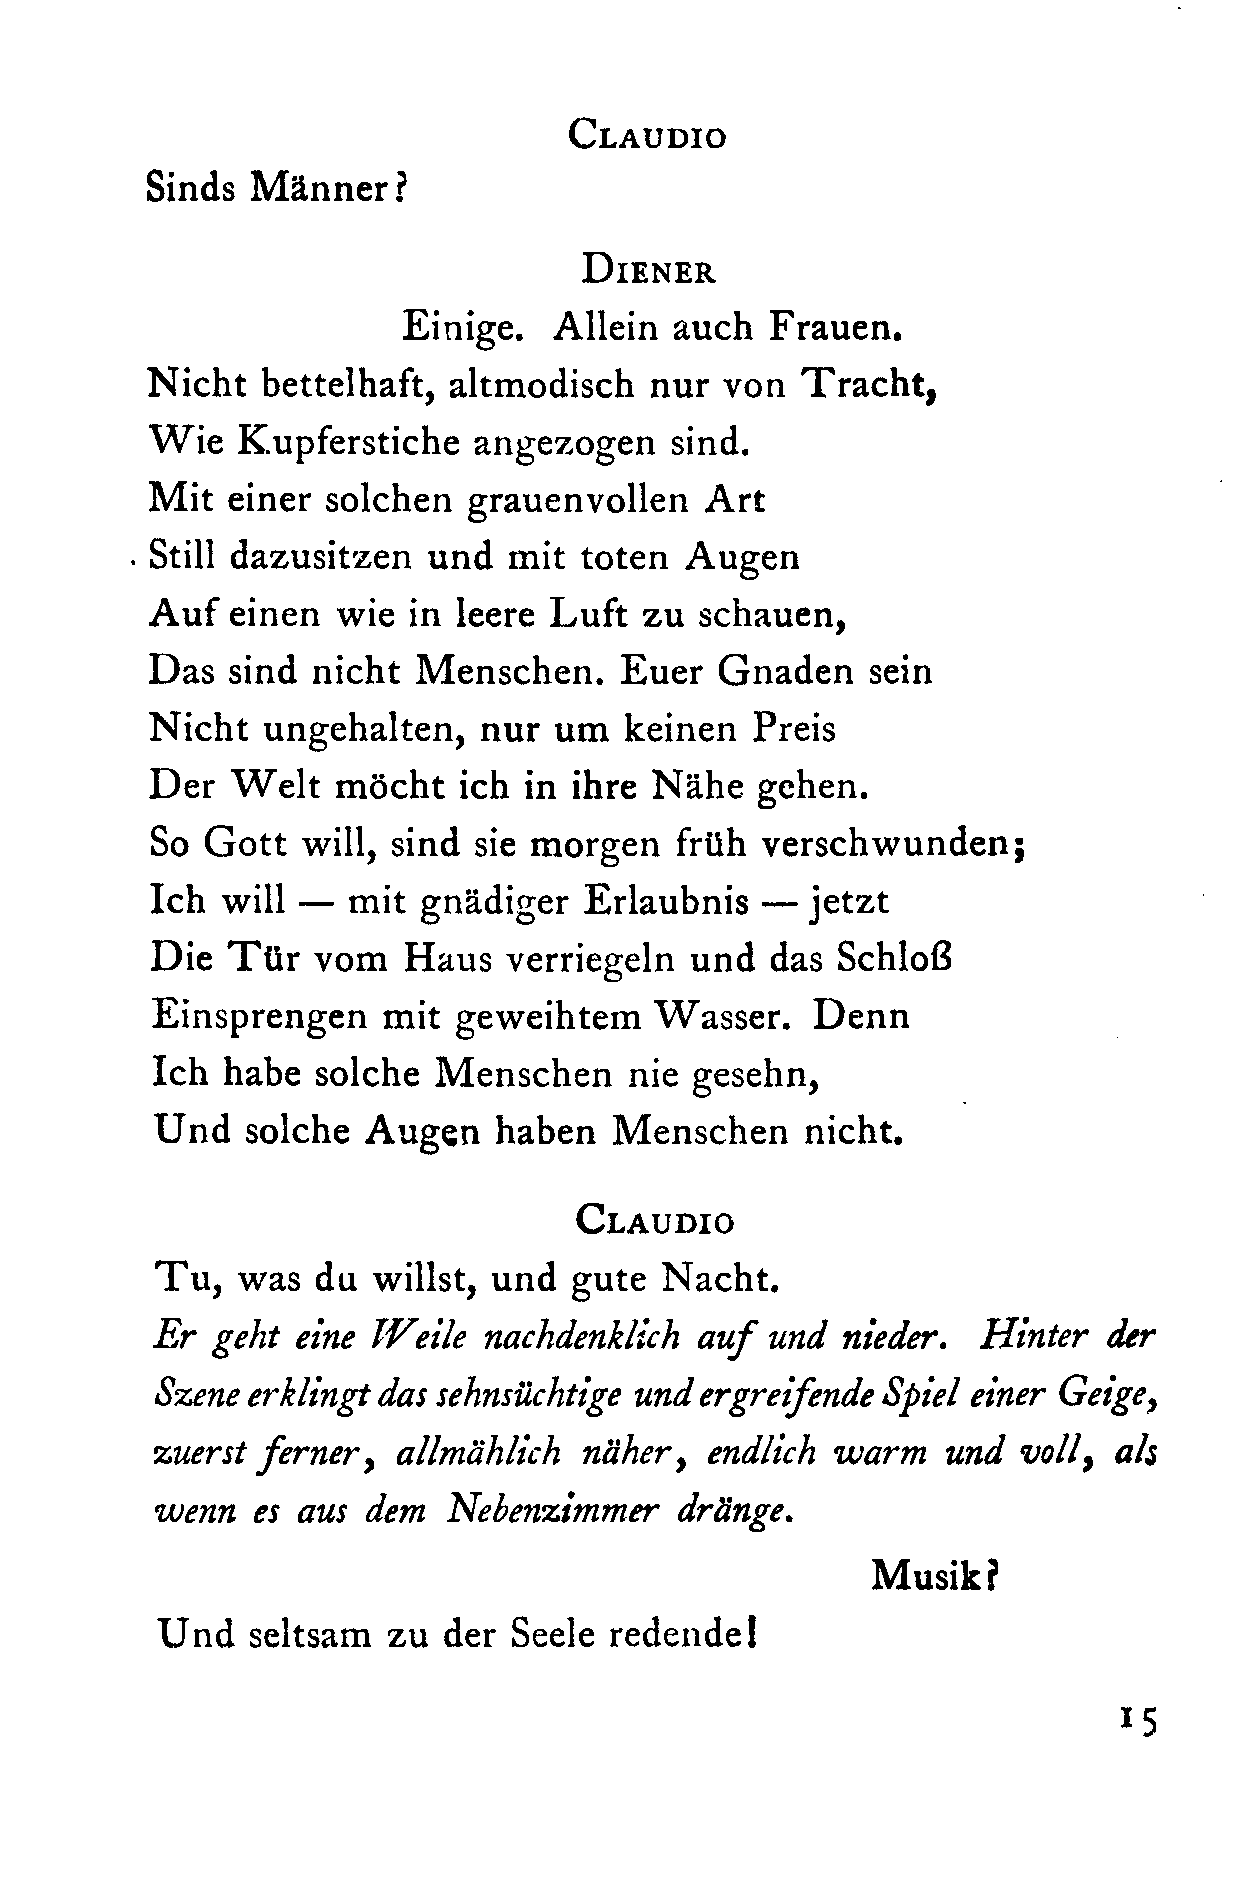 CLAUDIO
Sinds Männer?
DIENER
Einige. Allein auch Frauen.
Nicht bettelhaft, altmodisch nur von Tracht,
Wie Kupferstiche angezogen sind.
Mit einer solchen grauenvollen Art
Still dazusitzen und mit toten Augen
Auf einen wie in leere Luft zu schauen,
Das sind nicht Menschen. Euer Gnaden sein
Nicht ungehalten, nur um keinen Preis
Der Welt möcht ich in ihre Nähe gehen.
So Gott will, sind sie morgen früh verschwunden;
Ich will — mit gnädiger Erlaubnis — jetzt
Die Tür vom Haus verriegeln und das Schloß
Einsprengen mit geweihtem Wasser. Denn
Ich habe solche Menschen nie gesehn,
Und solche Augen haben Menschen nicht.
CLAUDIO
Tu, was du willst, und gute Nacht.
Er geht eine Weile nachdenklich auf und nieder. Hinter der
Szene erklingt das sehnsüchtige und ergreifende Spiel einer Geige,
zuerst ferner, allmählich näher, endlich warm und voll, als
wenn es aus dem Nebenzimmer dränge.
Musik?
Und seltsam zu der Seele redende!
15